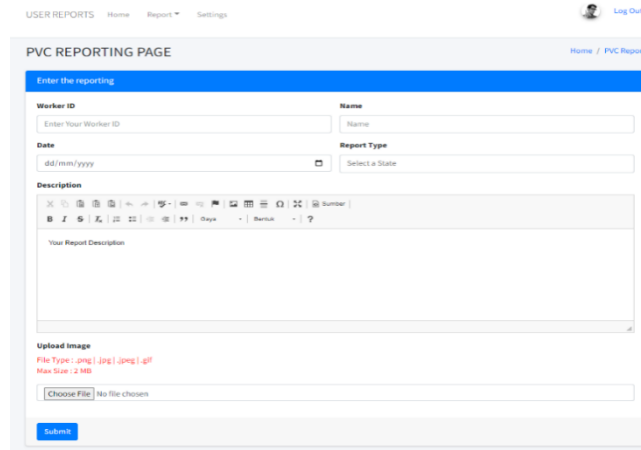 USER REPORTS Home Report Settings Log Out
PVC REPORTING PAGE Home / PVC Repor
Enter the reporting
Worker ID Name
Enter Your Worker ID Name
Date Report Type
dd/mm/yyyy Select a State
Description
Sumber
B I S Gaya Bentuk ?
Your Report Description
Upload Image
File Type : .png | .jpg | .jpeg | .gif
Max Size : 2 MB
Choose File No file chosen
Submit